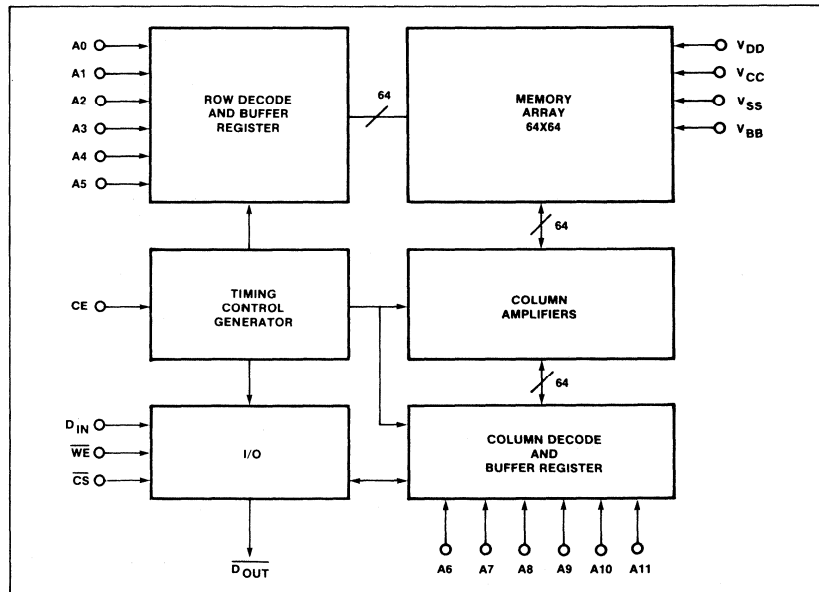 A0
A1
A2
A3
A4
A5
ROW DECODE
AND BUFFER
REGISTER
64
MEMORY
ARRAY
64X64
VDD
VCC
VSS
VBB
64
CE
TIMING
CONTROL
GENERATOR
COLUMN
AMPLIFIERS
64
DIN
WE
CS
I/O
COLUMN DECODE
AND
BUFFER REGISTER
DOUT
A6 A7 A8 A9 A10 A11